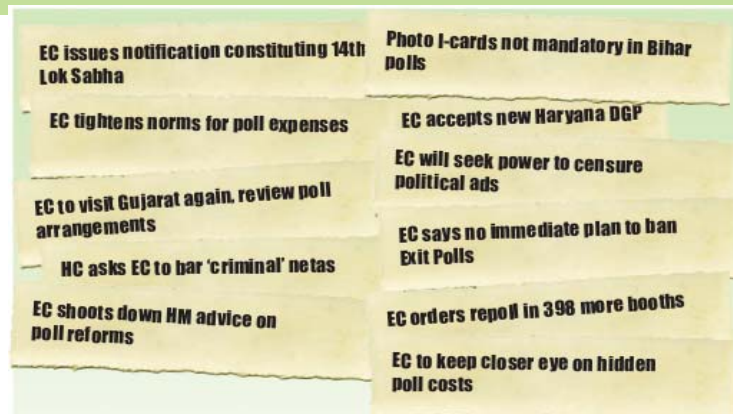 EC issues notification constituting 14th
Lok Sabha
EC tightens norms for poll expenses
EC to visit Gujarat again, review poll
arrangements
HC asks EC to bar ‘criminal’ netas
EC shoots down HM advice on
poll reforms
Photo I-cards not mandatory in Bihar
polls
EC accepts new Haryana DGP
EC will seek power to censure
political ads
EC says no immediate plan to ban
Exit Polls
EC orders repoll in 398 more booths
EC to keep closer eye on hidden
poll costs